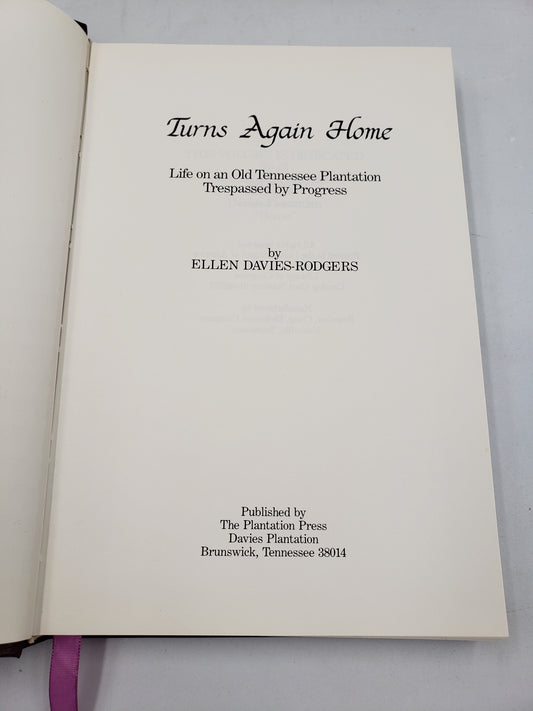 Turns Again Home
Life on an Old Tennessee Plantation
Trespassed by Progress
by
ELLEN DAVIES-RODGERS
Published by
The Plantation Press
Davies Plantation
Brunswick, Tennessee 38014